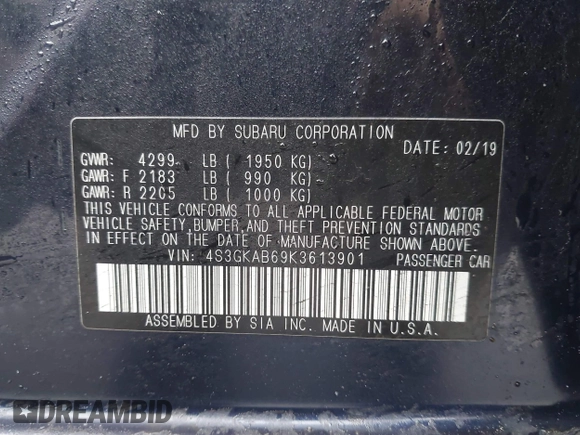 MFD BY SUBARU CORPORATION
DATE: 02/19
GVWR: 4299 LB ( 1950 KG)
GAWR: F 2183 LB ( 990 KG)
GAWR: R 2205 LB ( 1000 KG)
THIS VEHICLE CONFORMS TO ALL APPLICABLE FEDERAL MOTOR
VEHICLE SAFETY, BUMPER, AND THEFT PREVENTION STANDARDS
IN EFFECT ON THE DATE OF MANUFACTURE SHOWN ABOVE.
VIN: 4S3GKAB69K3613901 PASSENGER CAR
ASSEMBLED BY SIA INC. MADE IN U.S.A.
DREAMBID